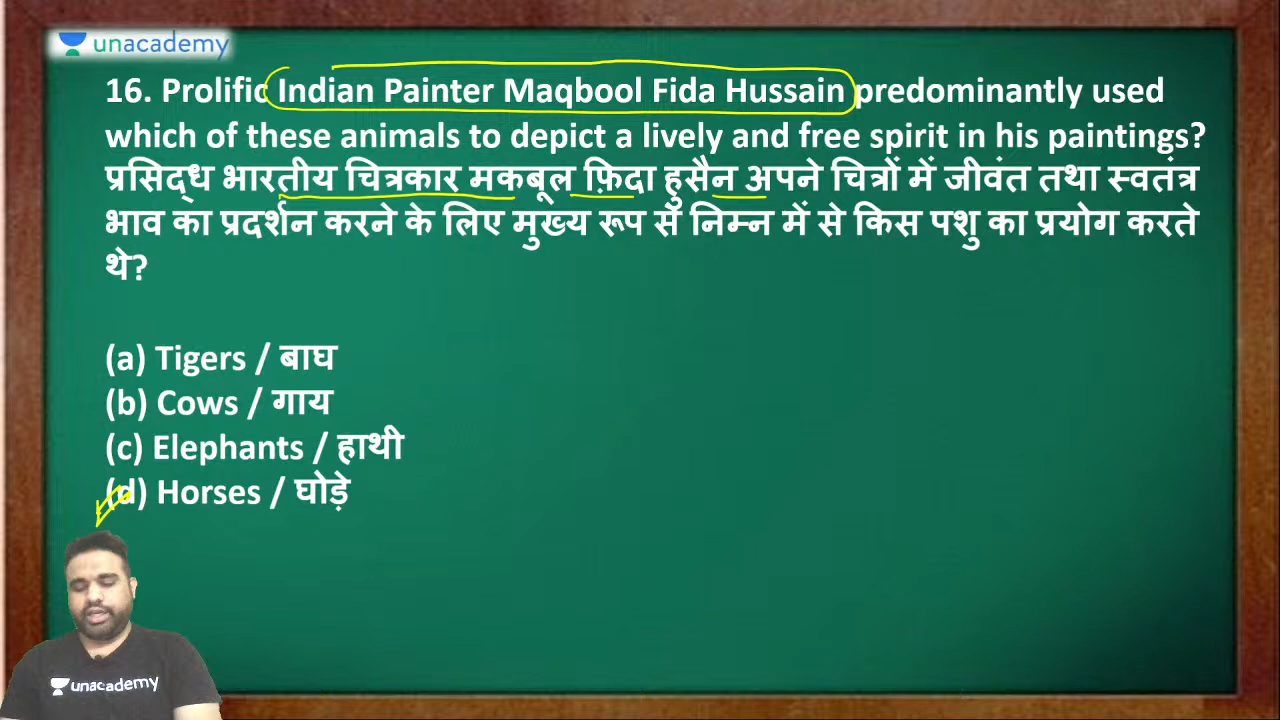 unacademy
16. Prolific Indian Painter Maqbool Fida Hussain predominantly used
which of these animals to depict a lively and free spirit in his paintings?
प्रसिद्ध भारतीय चित्रकार मकबूल फ़िदा हुसैन अपने चित्रों में जीवंत तथा स्वतंत्र
भाव का प्रदर्शन करने के लिए मुख्य रूप से निम्न में से किस पशु का प्रयोग करते
थे?
(a) Tigers / बाघ
(b) Cows / गाय
(c) Elephants / हाथी
(d) Horses / घोड़े
unacademy